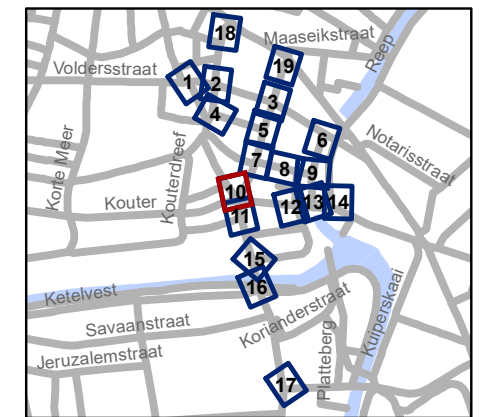 18
Maaseikstraat
Reep
Voldersstraat
19
1
2
3
4
5
6
Notarisstraat
7
8
9
Korte Meer
Kouterdreef
10
Kouter
11
12
13
14
15
16
Ketelvest
Savaanstraat
Korianderstraat
Kuiperskaai
Platteberg
Jeruzalemstraat
17